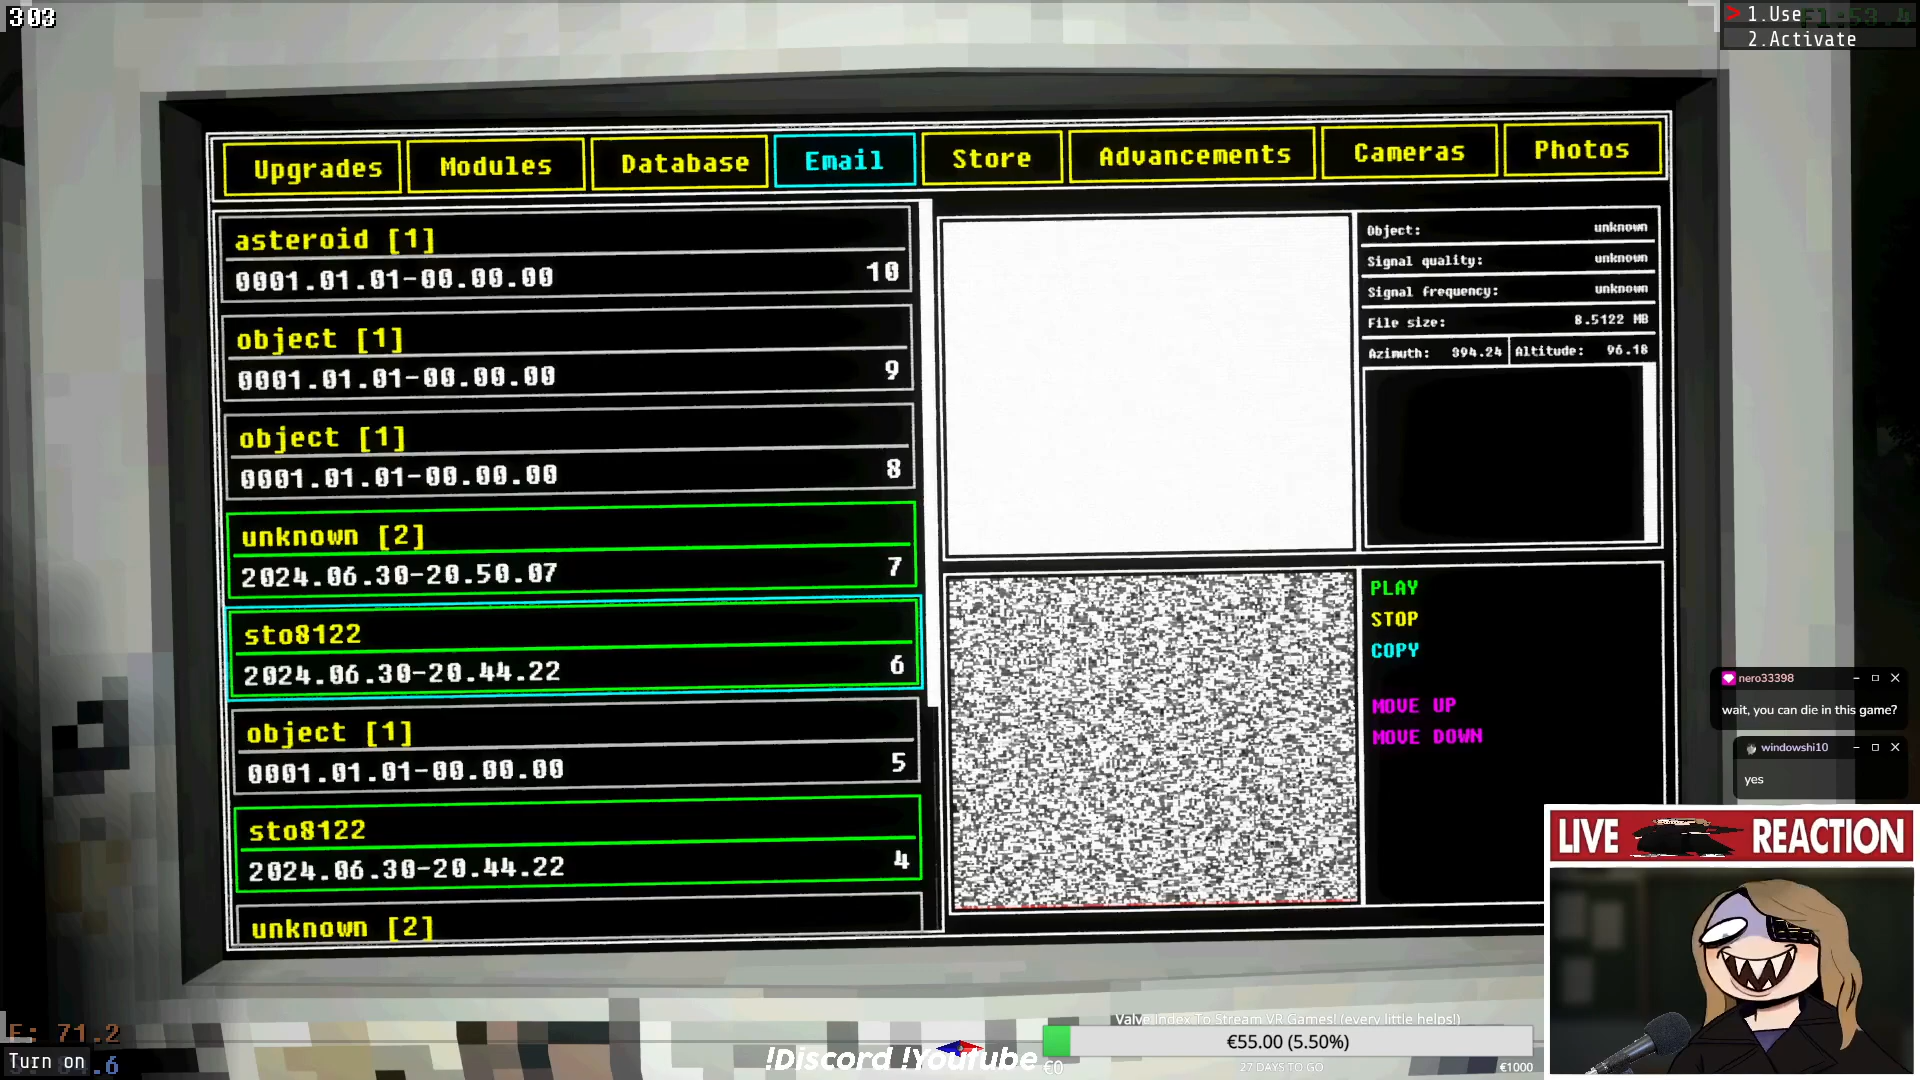 303
> 1.Use
2.Activate
Upgrades
Modules
Database
Email
Store
Advancements
Cameras
Photos
asteroid [1]
0001.01.01-00.00.00
10
object [1]
0001.01.01-00.00.00
9
object [1]
0001.01.01-00.00.00
8
unknown [2]
2024.06.30-20.50.07
7
sto8122
2024.06.30-20.44.22
6
object [1]
0001.01.01-00.00.00
5
sto8122
2024.06.30-20.44.22
4
unknown [2]
Object: unknown
Signal quality: unknown
Signal frequency: unknown
File size: 8.5122 MB
Azimuth: 394.24 Altitude: 96.18
PLAY
STOP
COPY
MOVE UP
MOVE DOWN
nero33398
wait, you can die in this game?
windowshi10
yes
LIVE REACTION
E: 71.2
Turn on
!Discord !Youtube
Valve Index To Stream VR Games! (every little helps!)
€55.00 (5.50%)
€0
27 DAYS TO GO
€1000